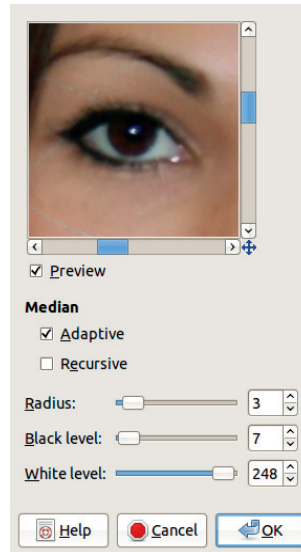 Preview
Median
Adaptive
Recursive
Radius: 3
Black level: 7
White level: 248
Help Cancel OK